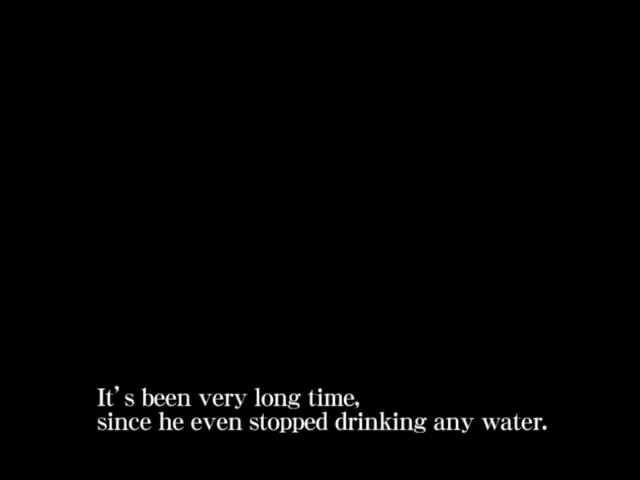 It's been very long time,
since he even stopped drinking any water.